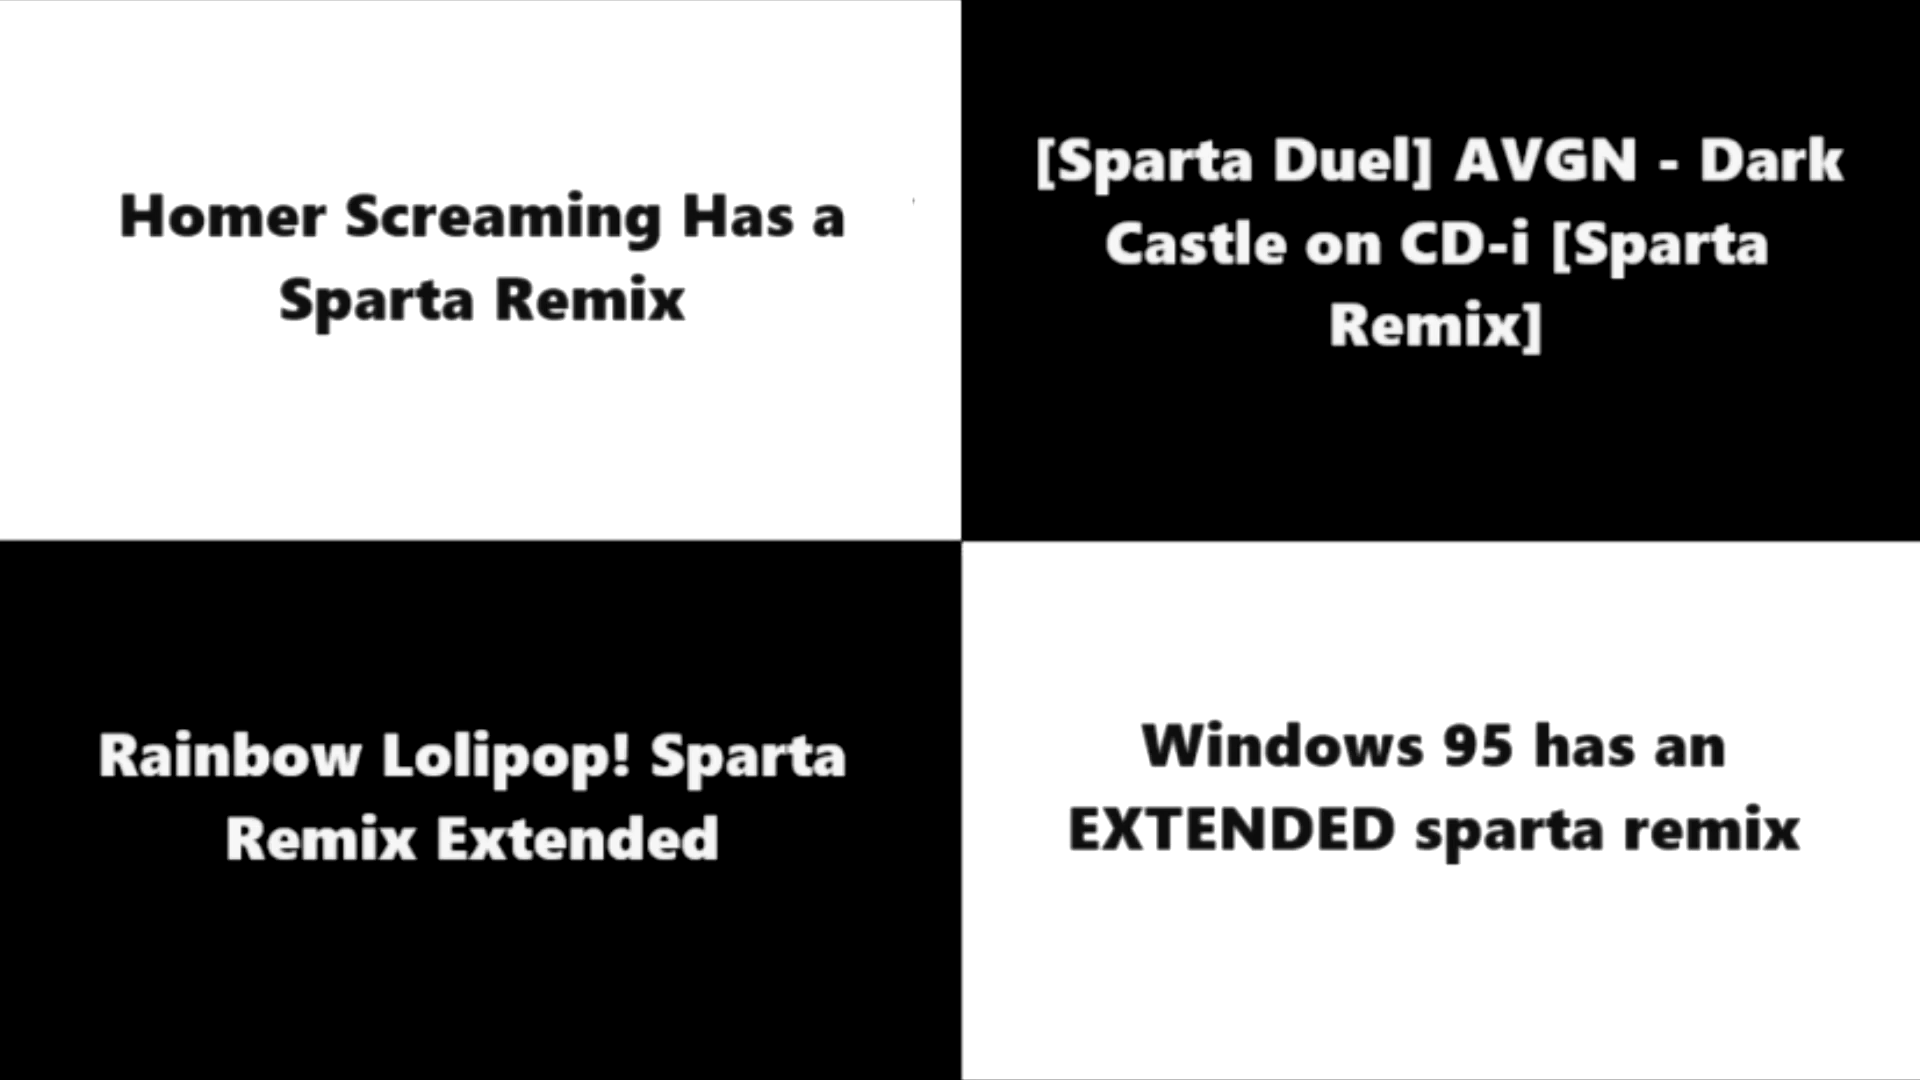 Homer Screaming Has a
Sparta Remix
[Sparta Duel] AVGN - Dark
Castle on CD-i [Sparta
Remix]
Rainbow Lolipop! Sparta
Remix Extended
Windows 95 has an
EXTENDED sparta remix